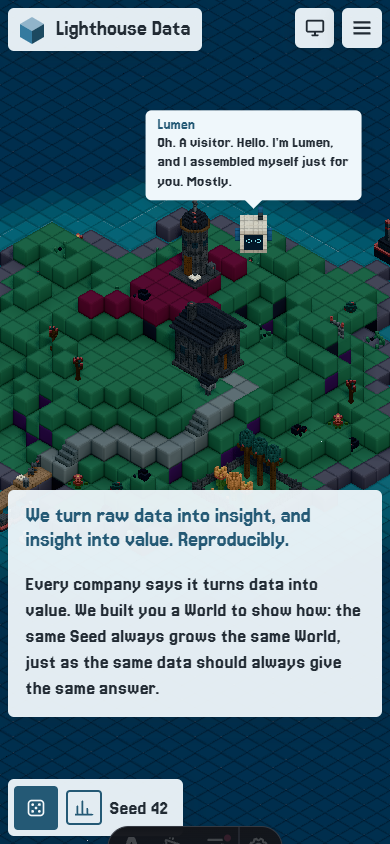 Lighthouse Data
Lumen
Oh. A visitor. Hello. I'm Lumen,
and I assembled myself just for
you. Mostly.
We turn raw data into insight, and
insight into value. Reproducibly.
Every company says it turns data into
value. We built you a World to show how: the
same Seed always grows the same World,
just as the same data should always give
the same answer.
Seed 42